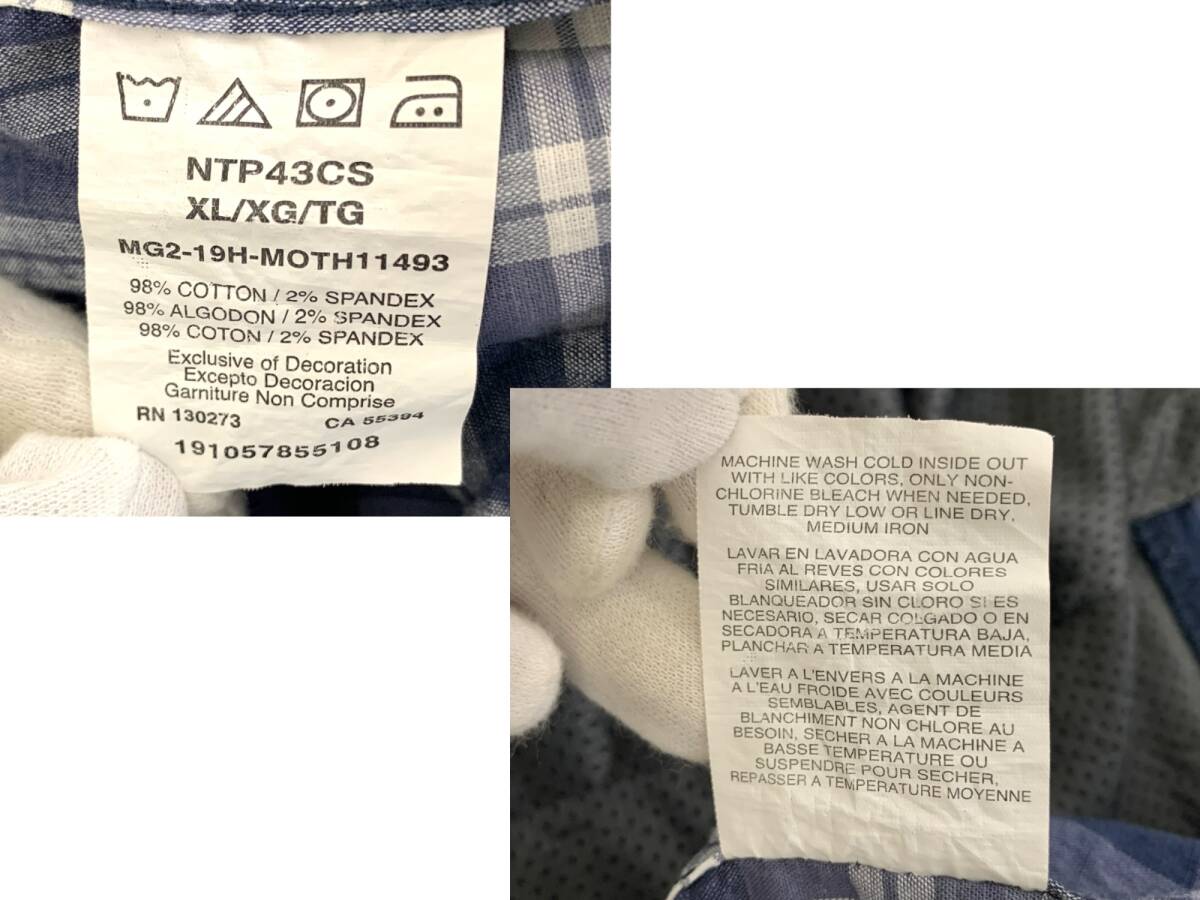 NTP43CS
XL/XG/TG
MG2-19H-MOTH11493
98% COTTON / 2% SPANDEX
98% ALGODON / 2% SPANDEX
98% COTON / 2% SPANDEX
Exclusive of Decoration
Excepto Decoracion
Garniture Non Comprise
RN 130273 CA 55394
191057855108
MACHINE WASH COLD INSIDE OUT
WITH LIKE COLORS, ONLY NON-
CHLORINE BLEACH WHEN NEEDED,
TUMBLE DRY LOW OR LINE DRY,
MEDIUM IRON
LAVAR EN LAVADORA CON AGUA
FRIA AL REVES CON COLORES
SIMILARES, USAR SOLO
BLANQUEADOR SIN CLORO SI ES
NECESARIO, SECAR COLGADO O EN
SECADORA A TEMPERATURA BAJA,
PLANCHAR A TEMPERATURA MEDIA
LAVER A L'ENVERS A LA MACHINE
A L'EAU FROIDE AVEC COULEURS
SEMBLABLES, AGENT DE
BLANCHIMENT NON CHLORE AU
BESOIN, SECHER A LA MACHINE A
BASSE TEMPERATURE OU
SUSPENDRE POUR SECHER,
REPASSER A TEMPERATURE MOYENNE